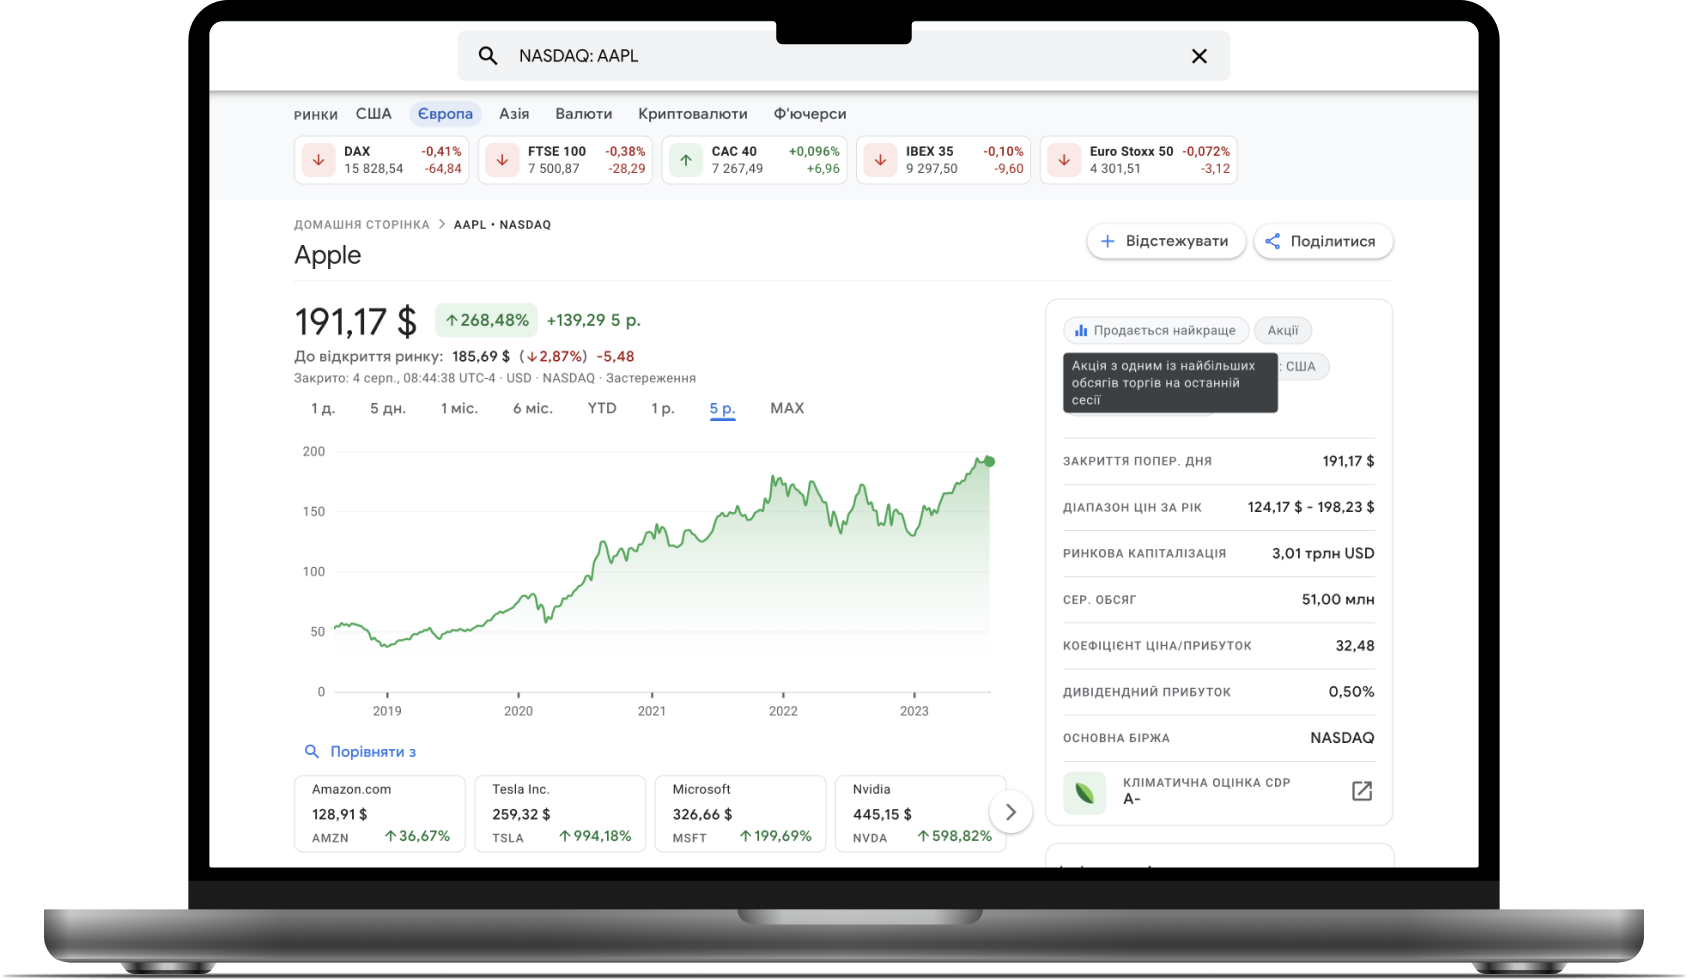 NASDAQ: AAPL
РИНКИ США Європа Азія Валюти Криптовалюти Ф'ючерси
DAX -0,41%
15 828,54 -64,84
FTSE 100 -0,38%
7 500,87 -28,29
CAC 40 +0,096%
7 267,49 +6,96
IBEX 35 -0,10%
9 297,50 -9,60
Euro Stoxx 50 -0,072%
4 301,51 -3,12
ДОМАШНЯ СТОРІНКА > AAPL • NASDAQ
Apple
Відстежувати
Поділитися
191,17 $ ↑268,48% +139,29 5 р.
До відкриття ринку: 185,69 $ (↓2,87%) -5,48
Закрито: 4 серп., 08:44:38 UTC-4 · USD · NASDAQ · Застереження
1 д. 5 дн. 1 міс. 6 міс. YTD 1 р. 5 р. MAX
200
150
100
50
0
2019 2020 2021 2022 2023
Порівняти з
Amazon.com
128,91 $
AMZN ↑36,67%
Tesla Inc.
259,32 $
TSLA ↑994,18%
Microsoft
326,66 $
MSFT ↑199,69%
Nvidia
445,15 $
NVDA ↑598,82%
Продається найкраще Акції
: США
Акція з одним із найбільших
обсягів торгів на останній
сесії
ЗАКРИТТЯ ПОПЕР. ДНЯ 191,17 $
ДІАПАЗОН ЦІН ЗА РІК 124,17 $ - 198,23 $
РИНКОВА КАПІТАЛІЗАЦІЯ 3,01 трлн USD
СЕР. ОБСЯГ 51,00 млн
КОЕФІЦІЄНТ ЦІНА/ПРИБУТОК 32,48
ДИВІДЕНДНИЙ ПРИБУТОК 0,50%
ОСНОВНА БІРЖА NASDAQ
КЛІМАТИЧНА ОЦІНКА CDP
A-